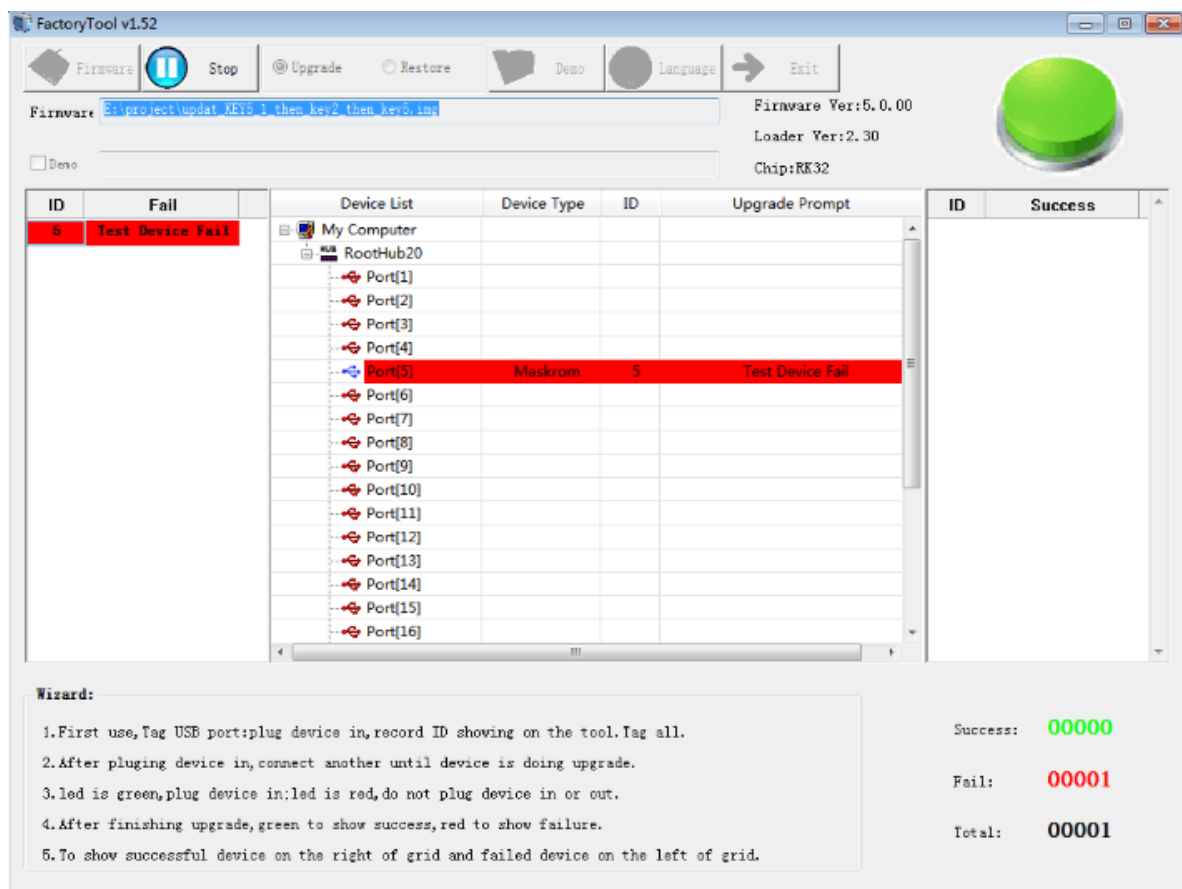 FactoryTool v1.52
Firmware Stop Upgrade Restore Demo Language Exit
Firmware E:\project\updat_KEY5_1_then_key2_then_key5.img
Firmware Ver:5.0.00
Loader Ver:2.30
Demo
Chip:RK32
ID Fail Device List Device Type ID Upgrade Prompt ID Success
5 Test Device Fail
My Computer
HUB RootHub20
Port[1]
Port[2]
Port[3]
Port[4]
Port[5] Maskrom 5 Test Device Fail
Port[6]
Port[7]
Port[8]
Port[9]
Port[10]
Port[11]
Port[12]
Port[13]
Port[14]
Port[15]
Port[16]
Wizard:
1.First use,Tag USB port:plug device in,record ID showing on the tool.Tag all.
2.After pluging device in,connect another until device is doing upgrade.
3.led is green,plug device in;led is red,do not plug device in or out.
4.After finishing upgrade,green to show success,red to show failure.
5.To show successful device on the right of grid and failed device on the left of grid.
Success: 00000
Fail: 00001
Total: 00001